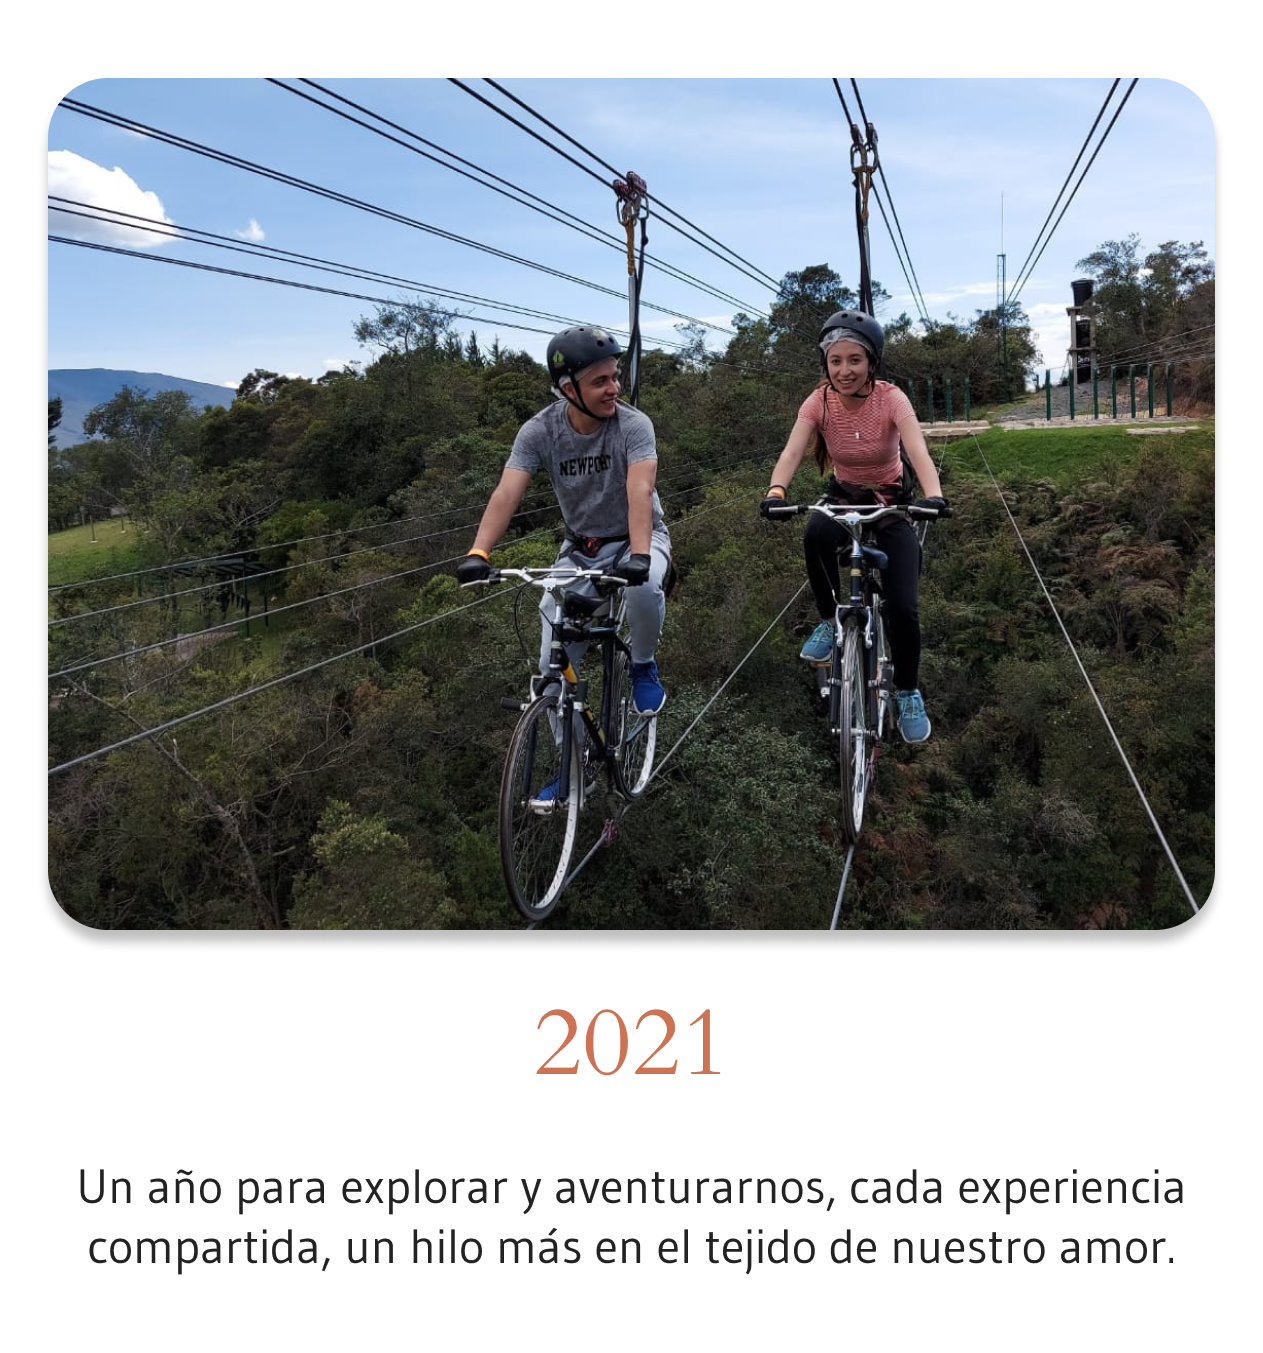 NEWPORT
2021
Un año para explorar y aventurarnos, cada experiencia
compartida, un hilo más en el tejido de nuestro amor.